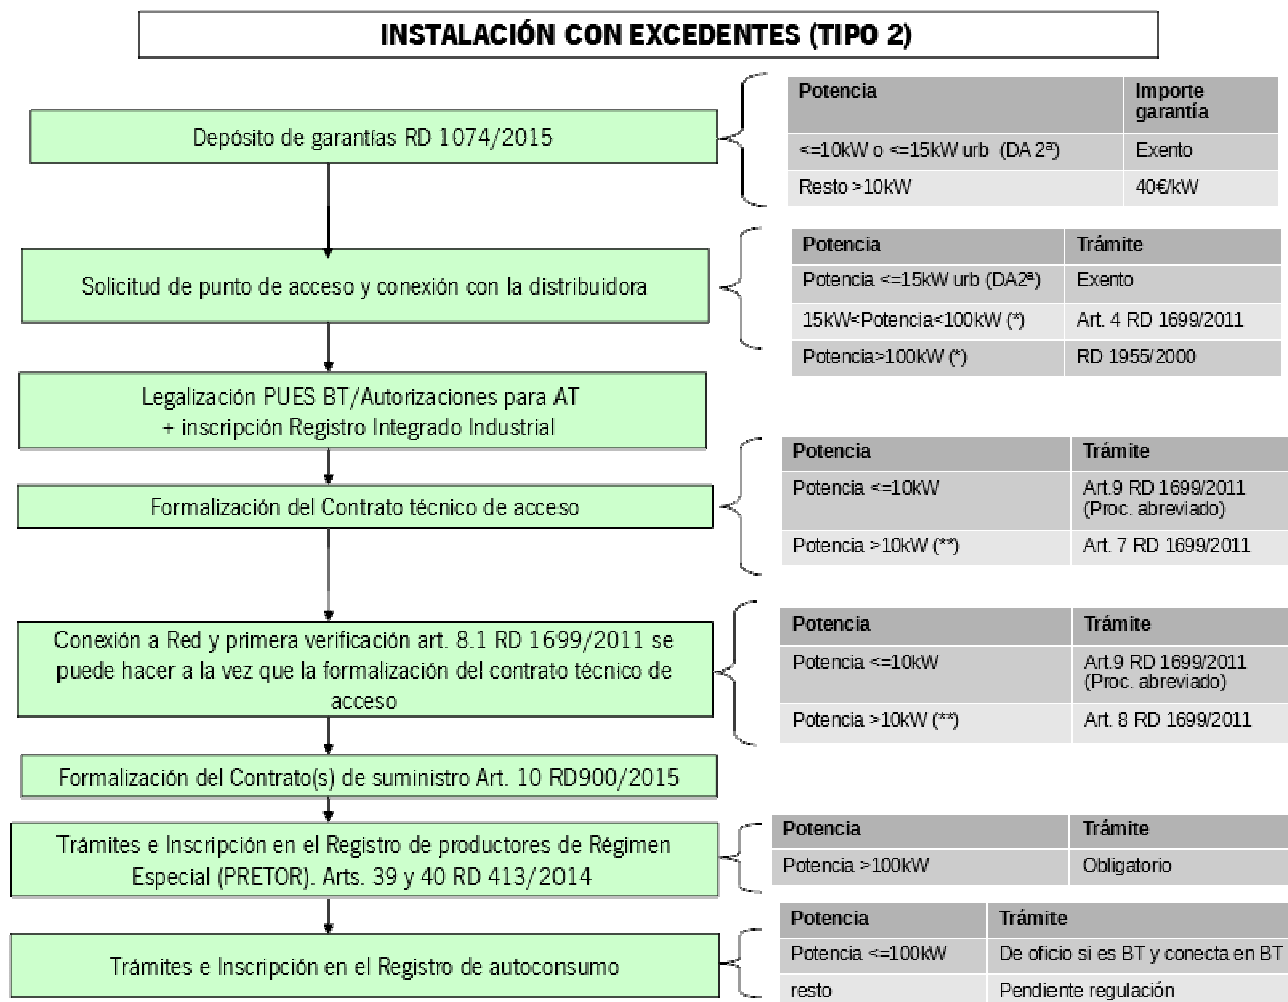 INSTALACIÓN CON EXCEDENTES (TIPO 2)
Depósito de garantías RD 1074/2015
Potencia Importe garantía
<=10kW o <=15kW urb (DA 2ª) Exento
Resto >10kW 40€/kW
Solicitud de punto de acceso y conexión con la distribuidora
Potencia Trámite
Potencia <=15kW urb (DA2ª) Exento
15kW<Potencia<100kW (*) Art. 4 RD 1699/2011
Potencia>100kW (*) RD 1955/2000
Legalización PUES BT/Autorizaciones para AT
+ inscripción Registro Integrado Industrial
Formalización del Contrato técnico de acceso
Potencia Trámite
Potencia <=10kW Art.9 RD 1699/2011
(Proc. abreviado)
Potencia >10kW (**) Art. 7 RD 1699/2011
Conexión a Red y primera verificación art. 8.1 RD 1699/2011 se
puede hacer a la vez que la formalización del contrato técnico de
acceso
Potencia Trámite
Potencia <=10kW Art.9 RD 1699/2011
(Proc. abreviado)
Potencia >10kW (**) Art. 8 RD 1699/2011
Formalización del Contrato(s) de suministro Art. 10 RD900/2015
Trámites e Inscripción en el Registro de productores de Régimen
Especial (PRETOR). Arts. 39 y 40 RD 413/2014
Potencia Trámite
Potencia >100kW Obligatorio
Trámites e Inscripción en el Registro de autoconsumo
Potencia Trámite
Potencia <=100kW De oficio si es BT y conecta en BT
resto Pendiente regulación